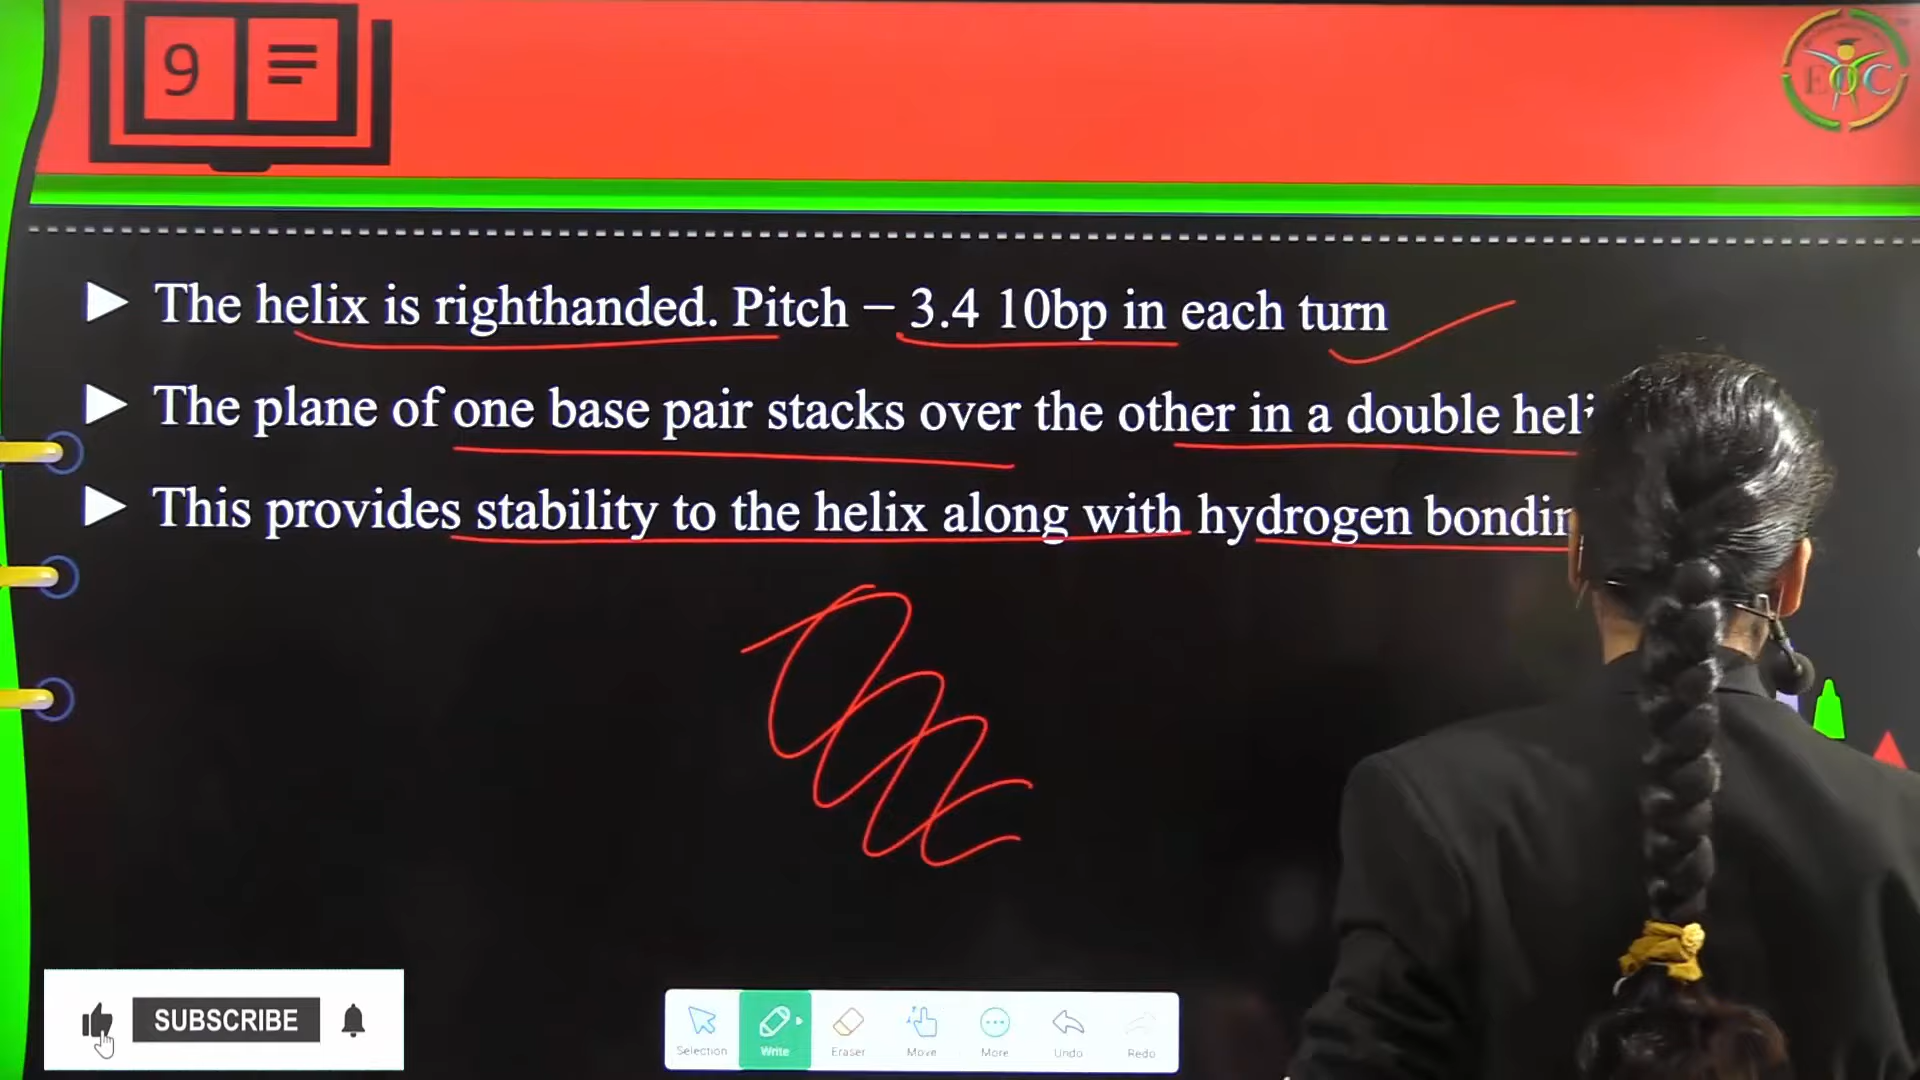 9
EOC
The helix is righthanded. Pitch – 3.4 10bp in each turn
The plane of one base pair stacks over the other in a double
This provides stability to the helix along with hydrogen
SUBSCRIBE
Selection
Write
Eraser
Move
More
Undo
Redo